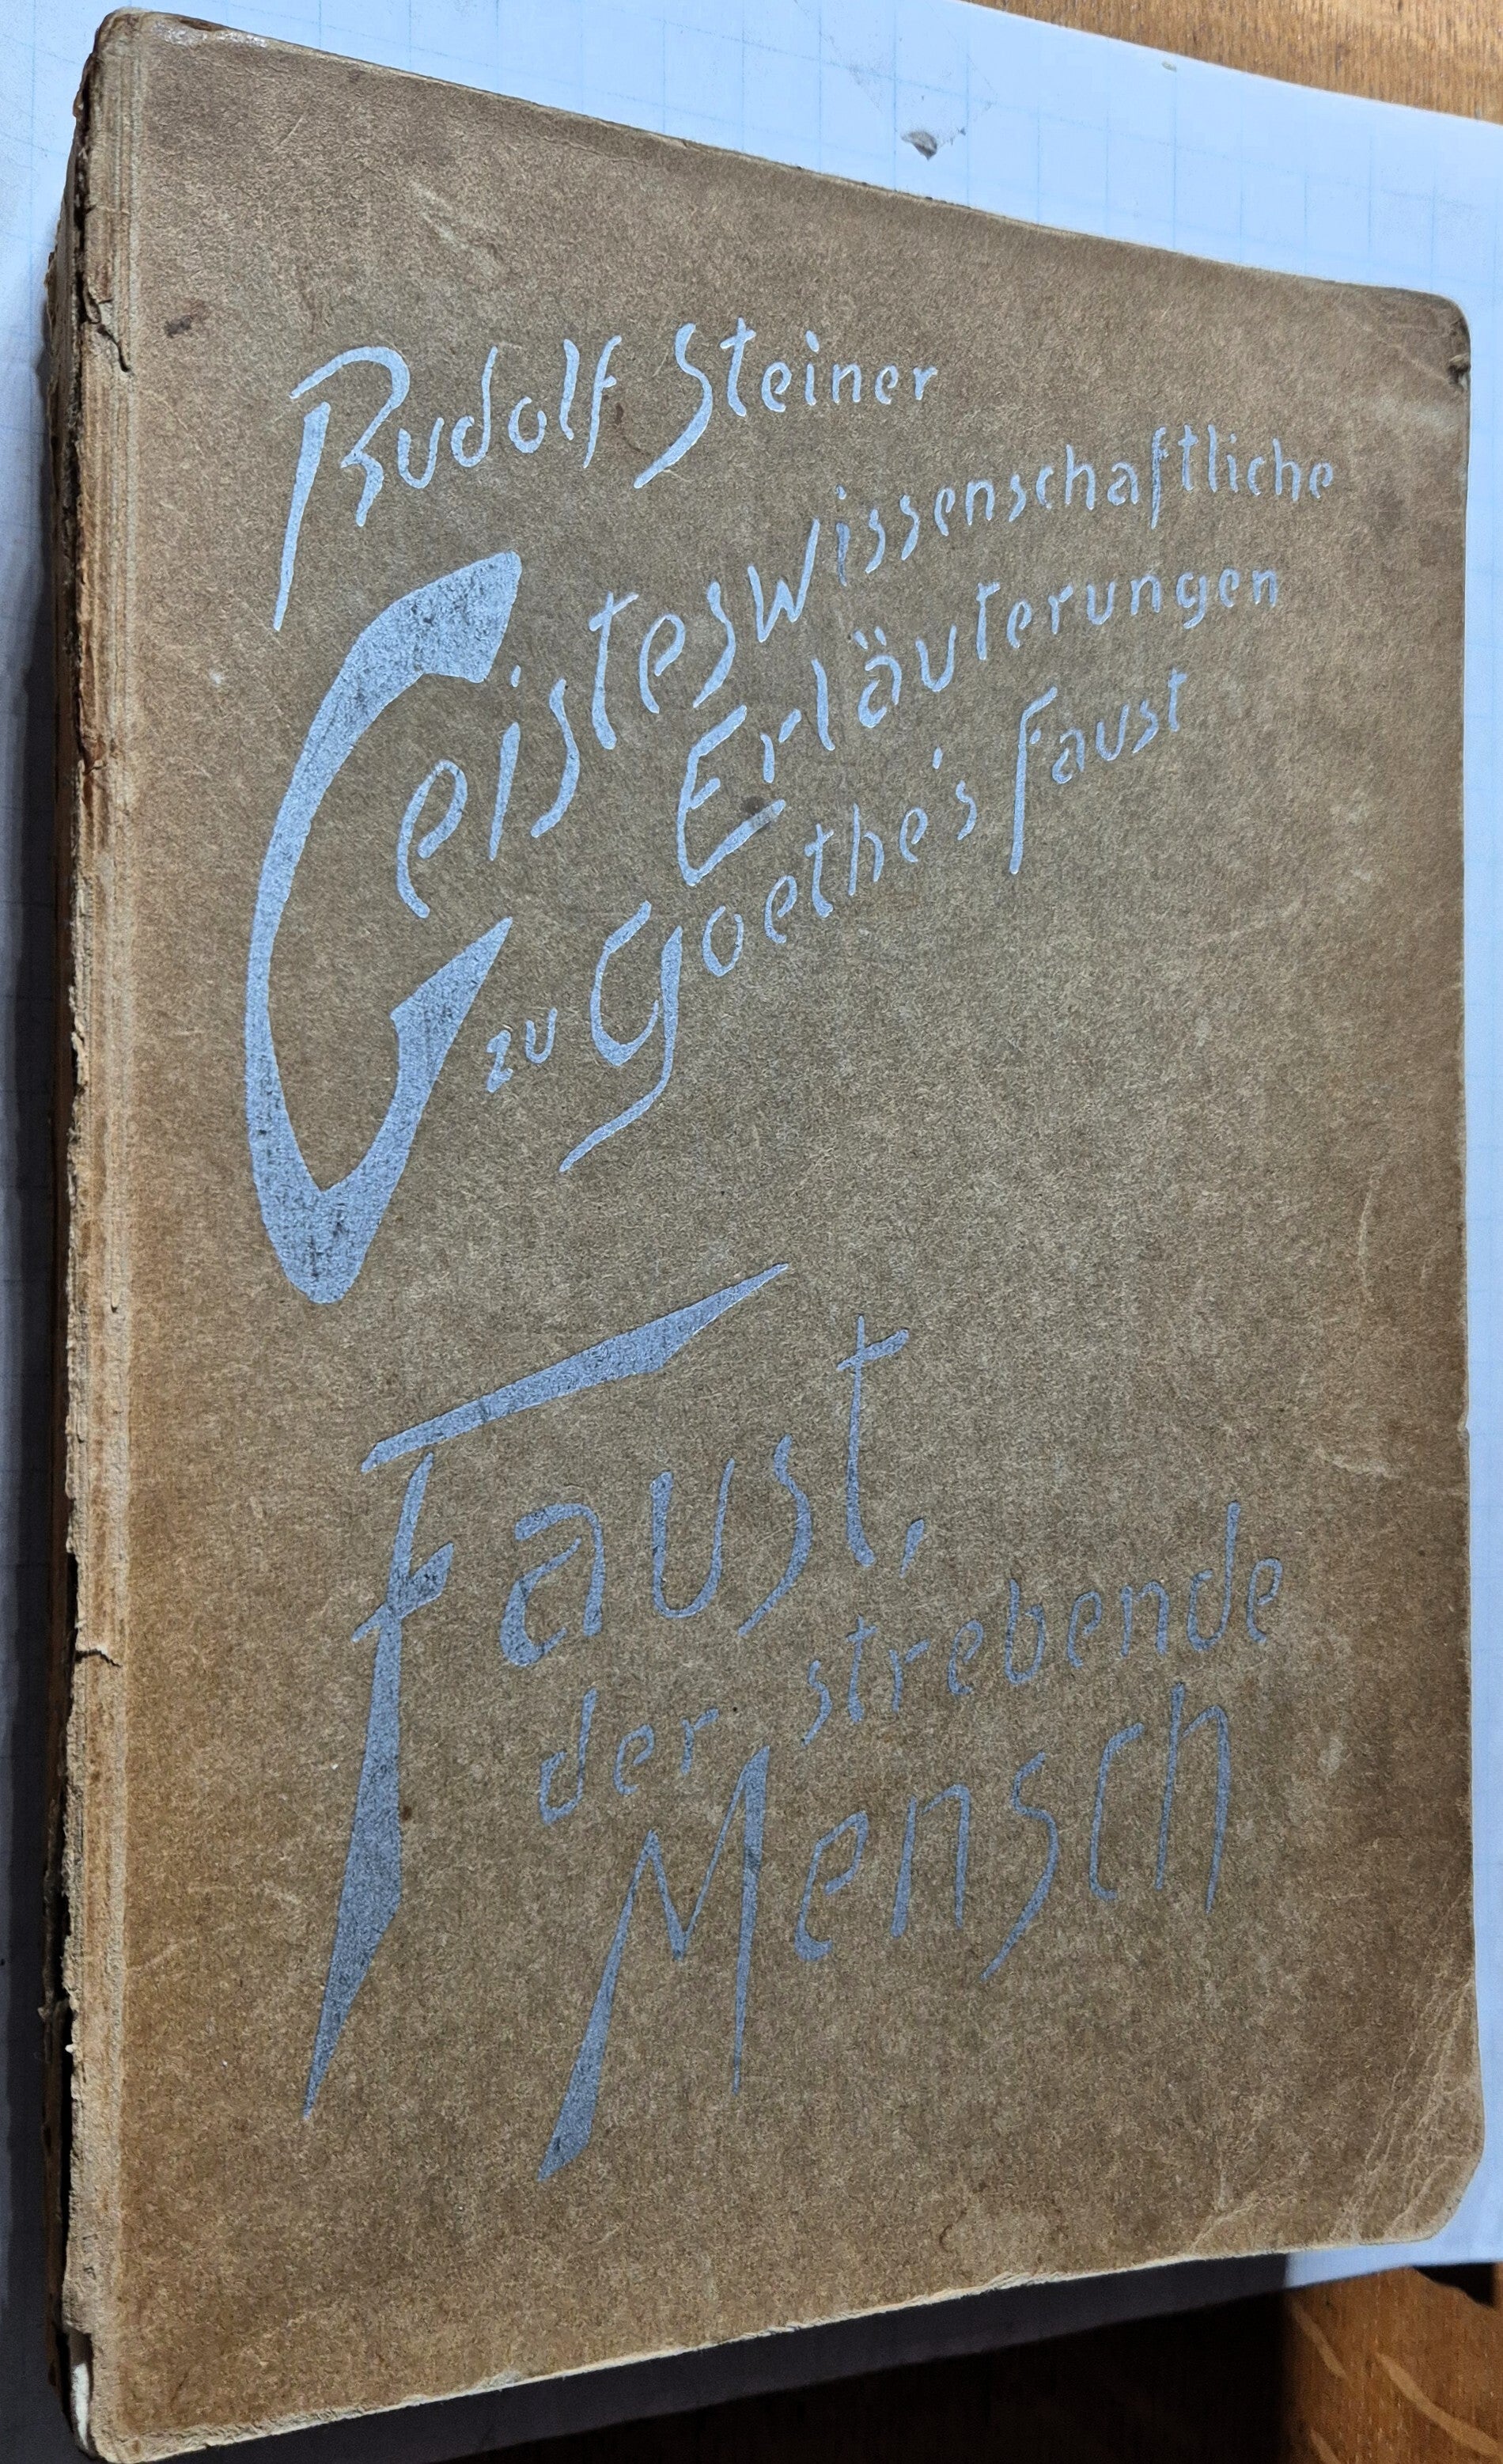 Rudolf Steiner
Geisteswissenschaftliche
Erläuterungen
zu Goethe's Faust
Faust,
der strebende
Mensch